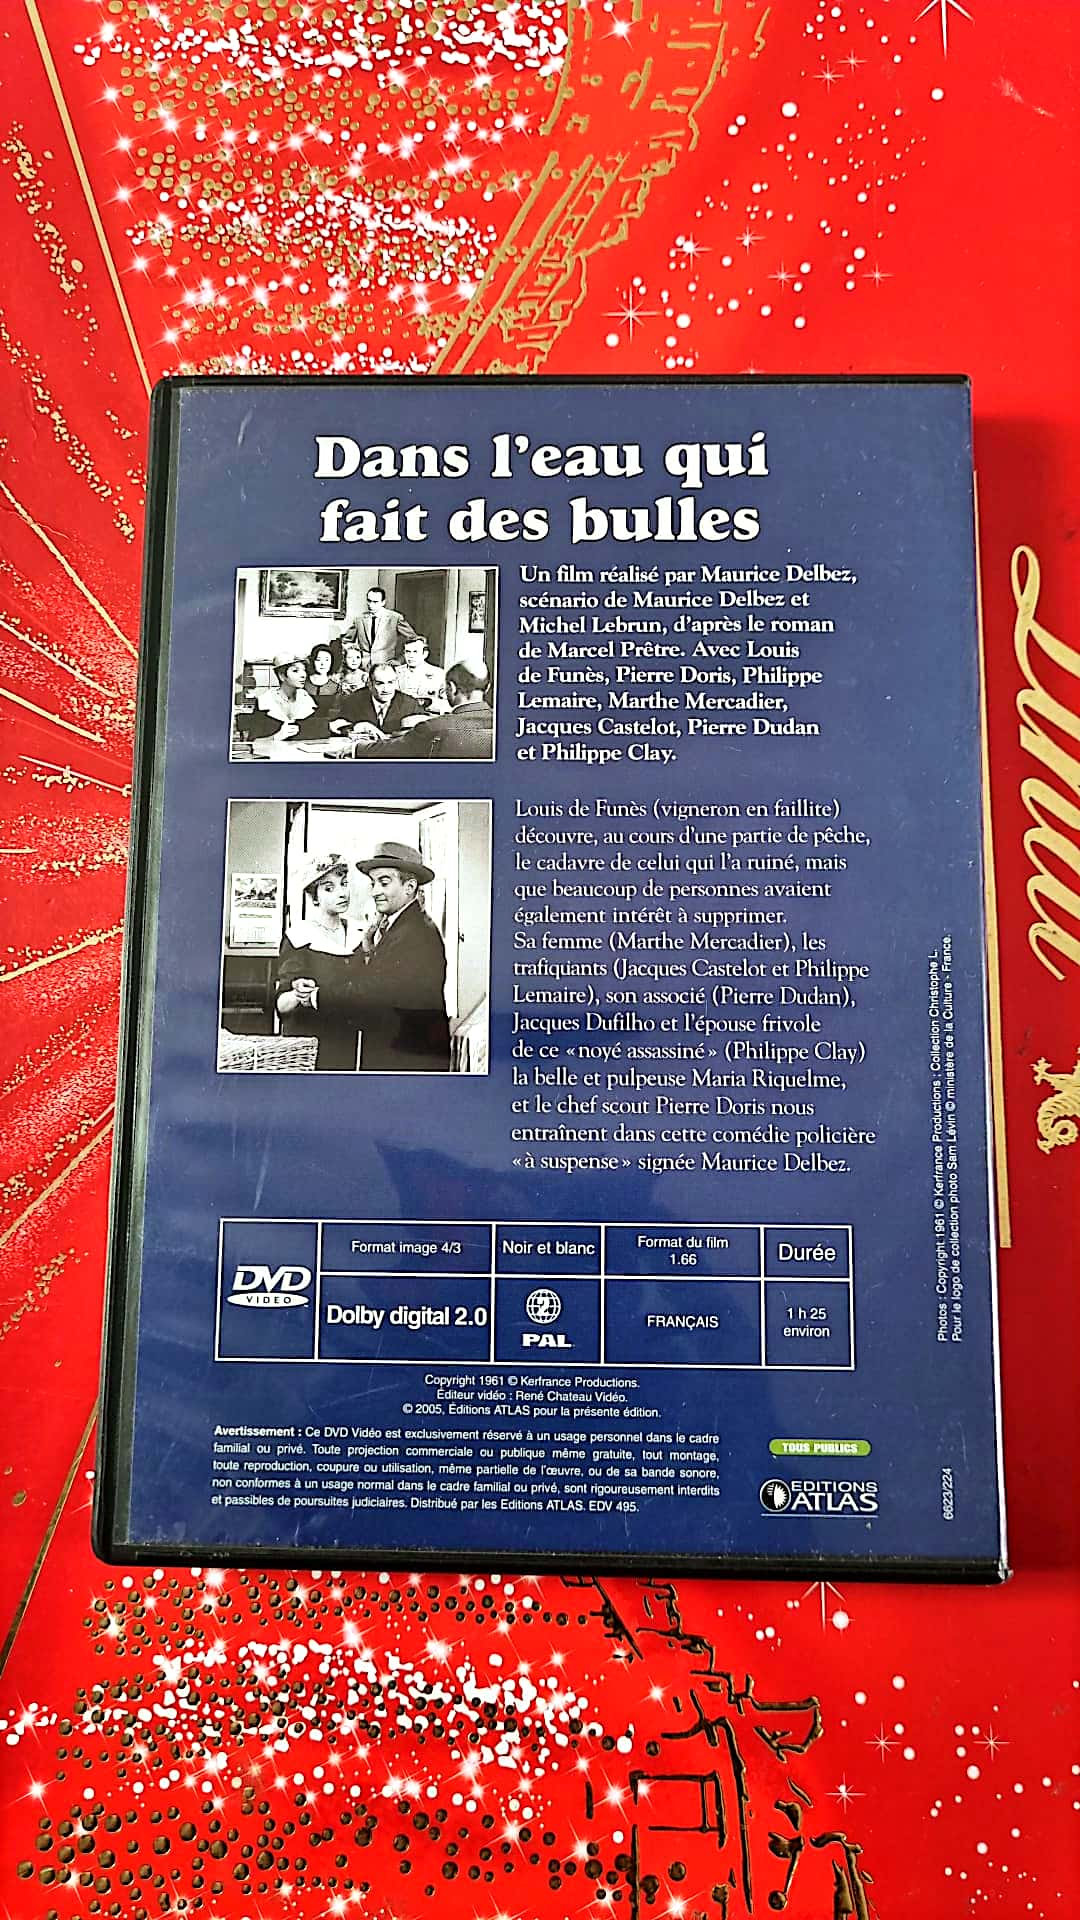 Dans l'eau qui
fait des bulles
Un film réalisé par Maurice Delbez,
scénario de Maurice Delbez et
Michel Lebrun, d'après le roman
de Marcel Prêtre. Avec Louis
de Funès, Pierre Doris, Philippe
Lemaire, Marthe Mercadier,
Jacques Castelot, Pierre Dudan
et Philippe Clay.
Louis de Funès (vigneron en faillite)
découvre, au cours d'une partie de pêche,
le cadavre de celui qui l'a ruiné, mais
que beaucoup de personnes avaient
également intérêt à supprimer.
Sa femme (Marthe Mercadier), les
trafiquants (Jacques Castelot et Philippe
Lemaire), son associé (Pierre Dudan),
Jacques Dufilho et l'épouse frivole
de ce «noyé assassiné» (Philippe Clay)
la belle et pulpeuse Maria Riquelme,
et le chef scout Pierre Doris nous
entraînent dans cette comédie policière
«à suspense» signée Maurice Delbez.
DVD
VIDEO
Format image 4/3
Noir et blanc
Format du film
1.66
Durée
Dolby digital 2.0
2
PAL
FRANÇAIS
1 h 25
environ
Copyright 1961 © Kerfrance Productions.
Éditeur vidéo : René Chateau Vidéo.
© 2005, Éditions ATLAS pour la présente édition.
Avertissement : Ce DVD Vidéo est exclusivement réservé à un usage personnel dans le cadre
familial ou privé. Toute projection commerciale ou publique même gratuite, tout montage,
toute reproduction, coupure ou utilisation, même partielle de l'œuvre, ou de sa bande sonore,
non conformes à un usage normal dans le cadre familial ou privé, sont rigoureusement interdits
et passibles de poursuites judiciaires. Distribué par les Editions ATLAS. EDV 495.
TOUS PUBLICS
EDITIONS
ATLAS
Photos : Copyright 1961 © Kerfrance Productions : Collection Christophe L.
Pour le logo de collection photo Sam Lévin © ministère de la Culture - France.
6623/224